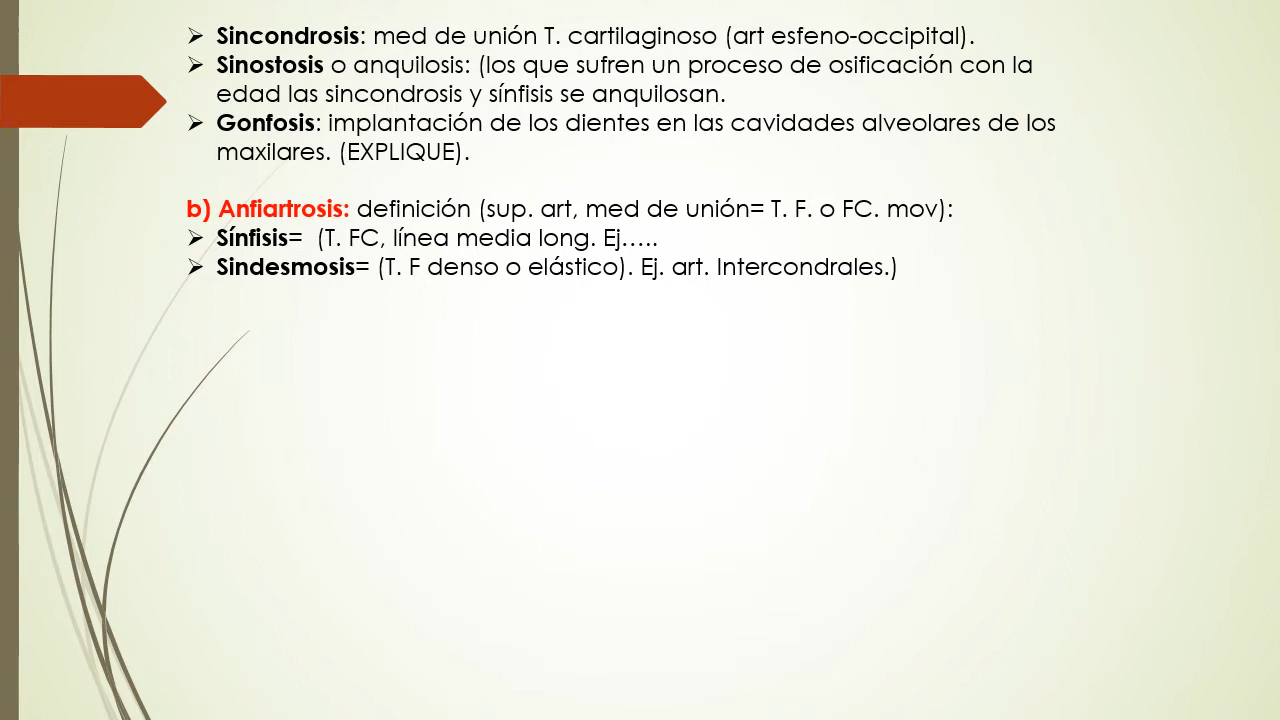 ➢ Sincondrosis: med de unión T. cartilaginoso (art esfeno-occipital).
➢ Sinostosis o anquilosis: (los que sufren un proceso de osificación con la
edad las sincondrosis y sínfisis se anquilosan.
➢ Gonfosis: implantación de los dientes en las cavidades alveolares de los
maxilares. (EXPLIQUE).
b) Anfiartrosis: definición (sup. art, med de unión= T. F. o FC. mov):
➢ Sínfisis= (T. FC, línea media long. Ej…..
➢ Sindesmosis= (T. F denso o elástico). Ej. art. Intercondrales.)